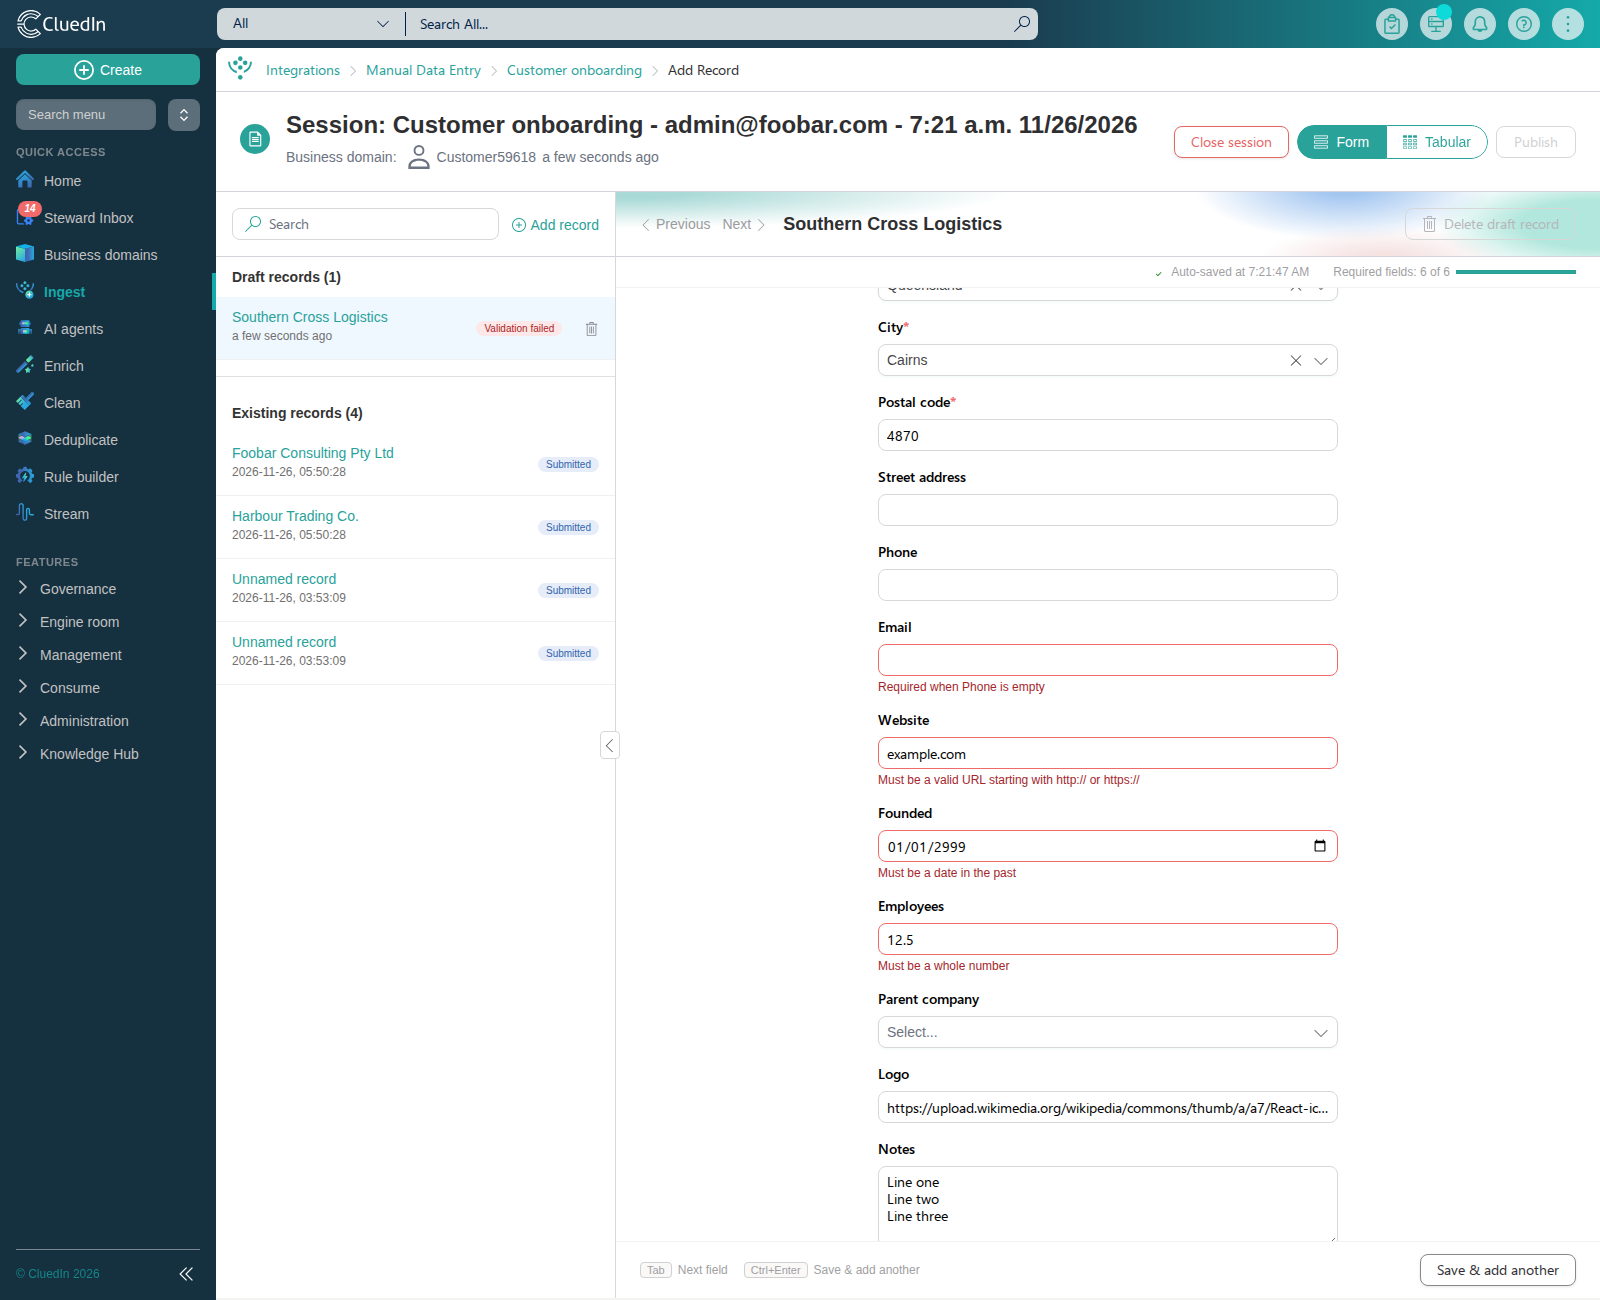 CluedIn
All
Search All...
Create
Search menu
QUICK ACCESS
Home
14
Steward Inbox
Business domains
Ingest
AI agents
Enrich
Clean
Deduplicate
Rule builder
Stream
FEATURES
Governance
Engine room
Management
Consume
Administration
Knowledge Hub
© CluedIn 2026
Integrations
Manual Data Entry
Customer onboarding
Add Record
Session: Customer onboarding - admin@foobar.com - 7:21 a.m. 11/26/2026
Business domain: Customer59618 a few seconds ago
Close session
Form
Tabular
Publish
Search
Add record
Draft records (1)
Southern Cross Logistics
a few seconds ago
Validation failed
Existing records (4)
Foobar Consulting Pty Ltd
2026-11-26, 05:50:28
Submitted
Harbour Trading Co.
2026-11-26, 05:50:28
Submitted
Unnamed record
2026-11-26, 03:53:09
Submitted
Unnamed record
2026-11-26, 03:53:09
Submitted
Previous
Next
Southern Cross Logistics
Delete draft record
Auto-saved at 7:21:47 AM
Required fields: 6 of 6
Queensland
City*
Cairns
Postal code*
4870
Street address
Phone
Email
Required when Phone is empty
Website
example.com
Must be a valid URL starting with http:// or https://
Founded
01/01/2999
Must be a date in the past
Employees
12.5
Must be a whole number
Parent company
Select...
Logo
https://upload.wikimedia.org/wikipedia/commons/thumb/a/a7/React-ic...
Notes
Line one
Line two
Line three
Tab Next field
Ctrl+Enter Save & add another
Save & add another